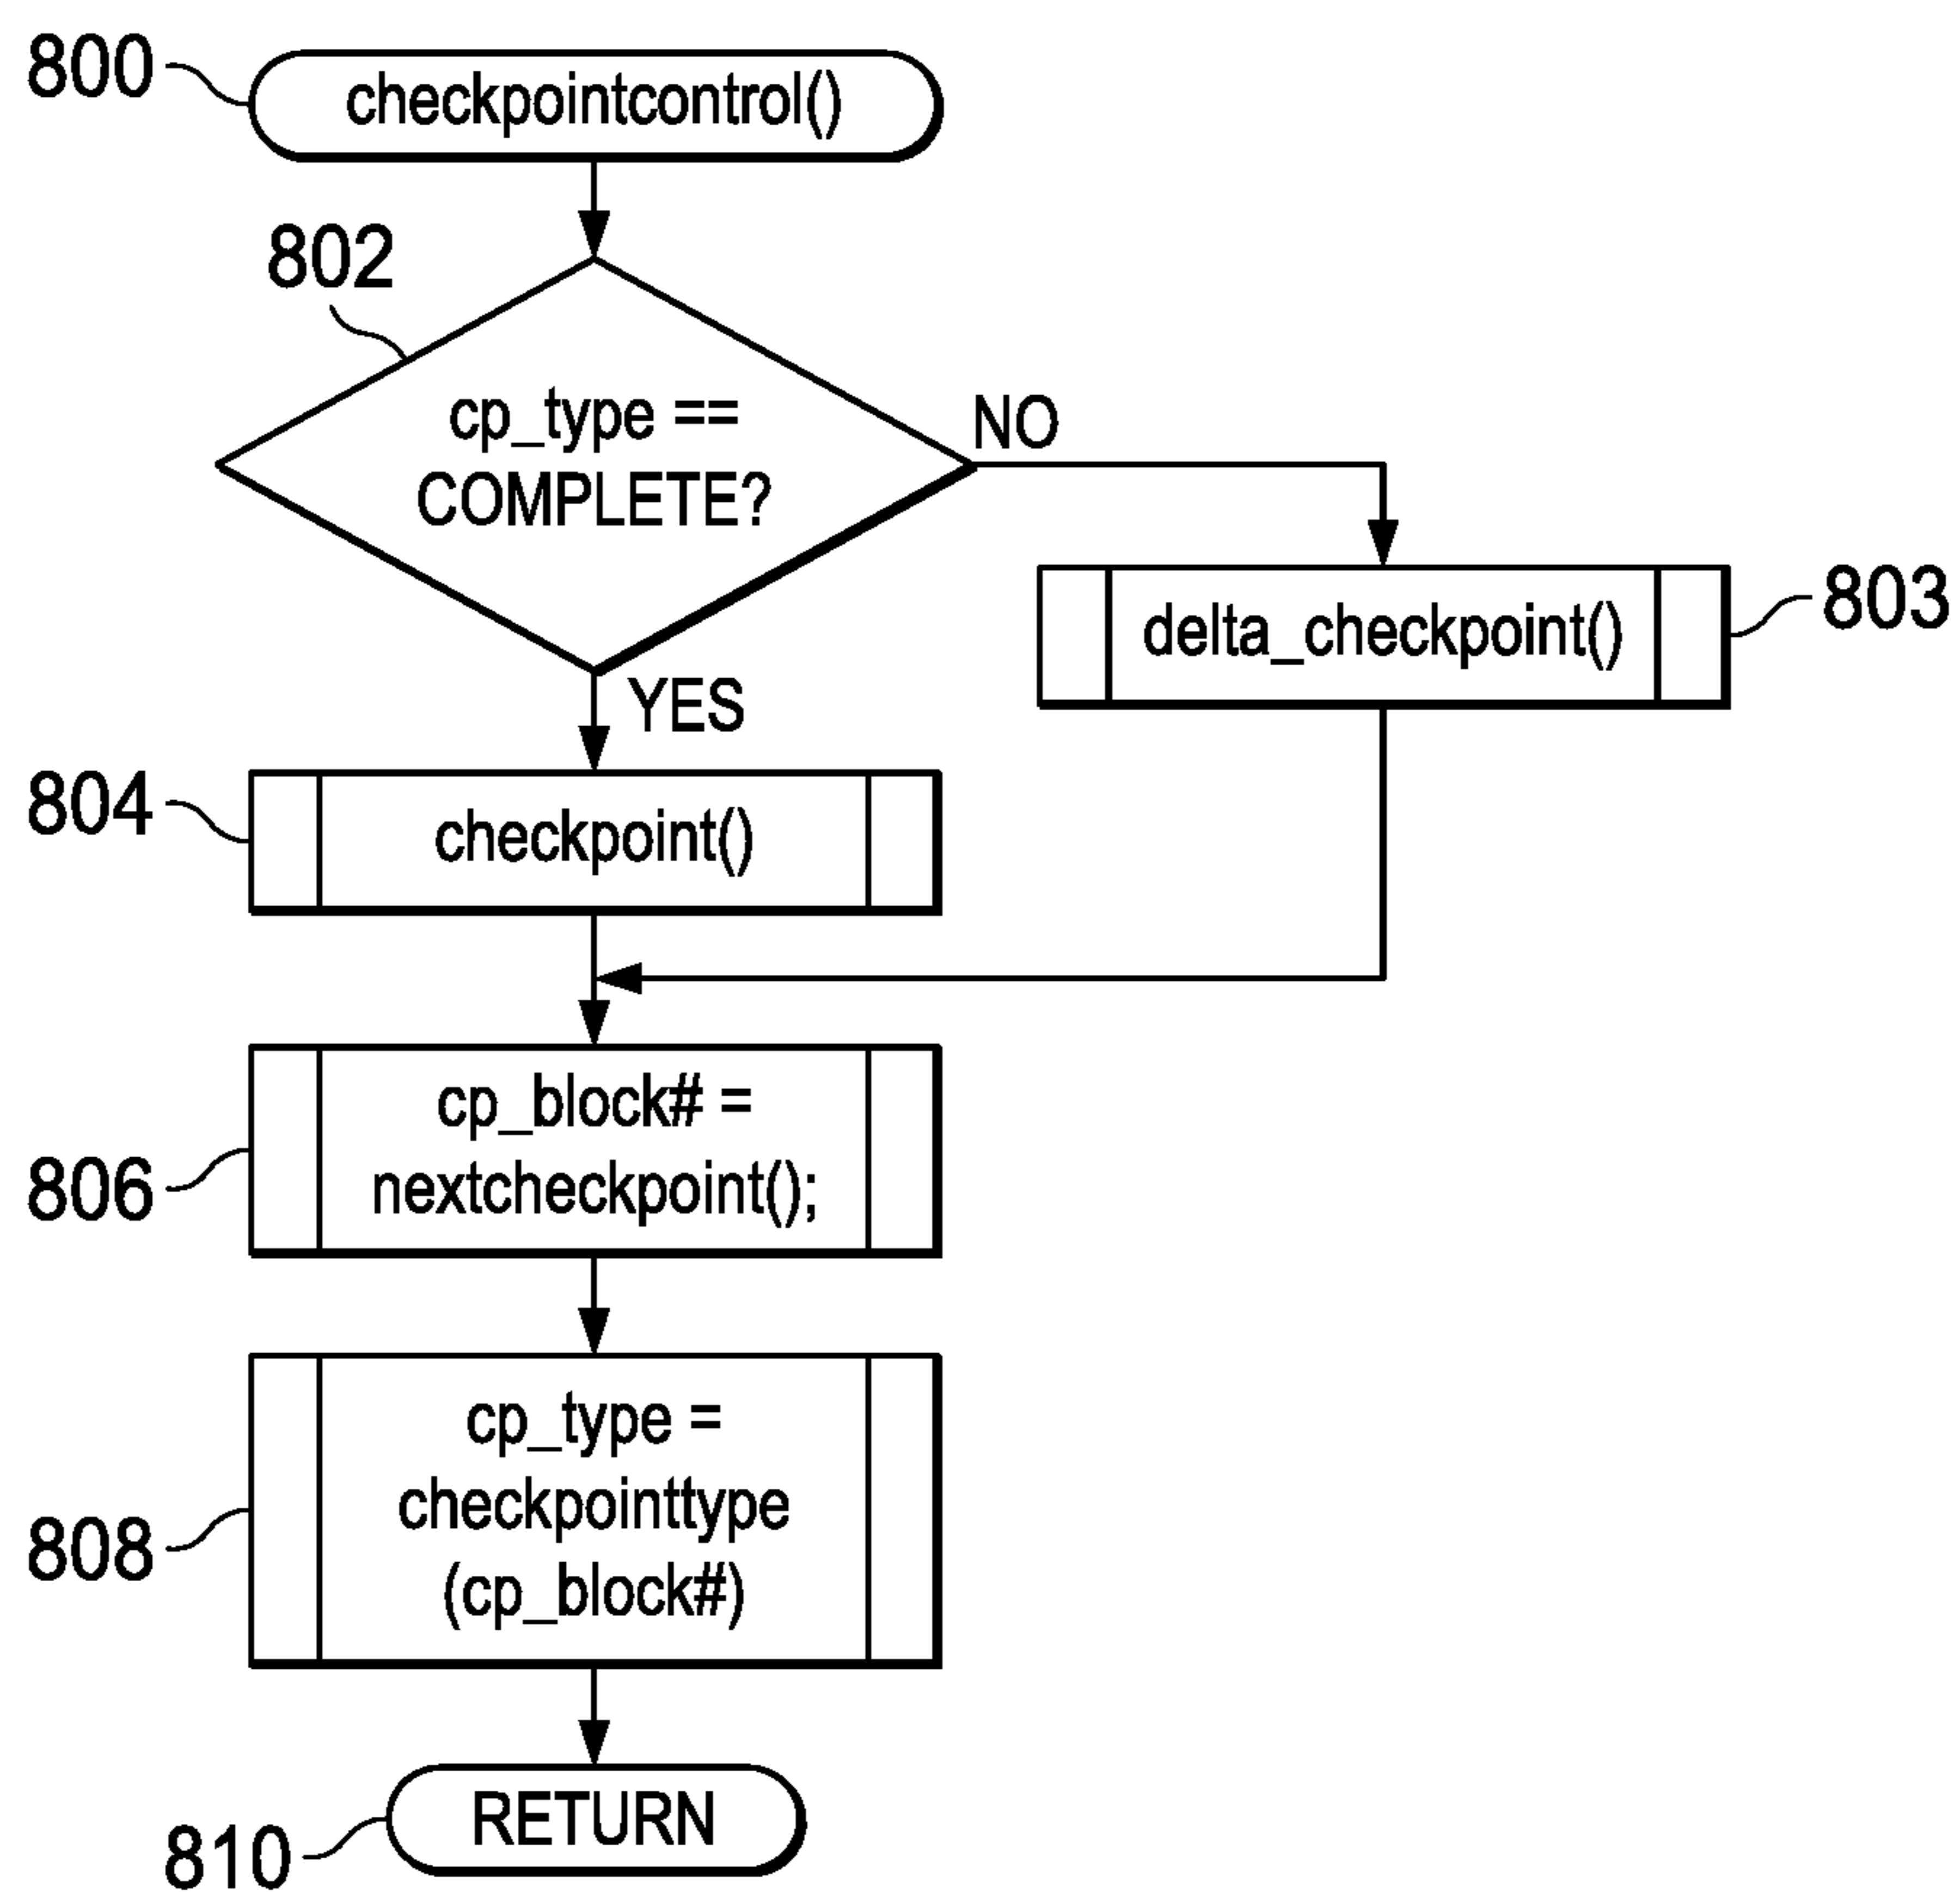 800
checkpointcontrol()
802
cp_type ==
COMPLETE?
NO
YES
delta_checkpoint()
803
804
checkpoint()
806
cp_block# =
nextcheckpoint();
808
cp_type =
checkpointtype
(cp_block#)
810
RETURN